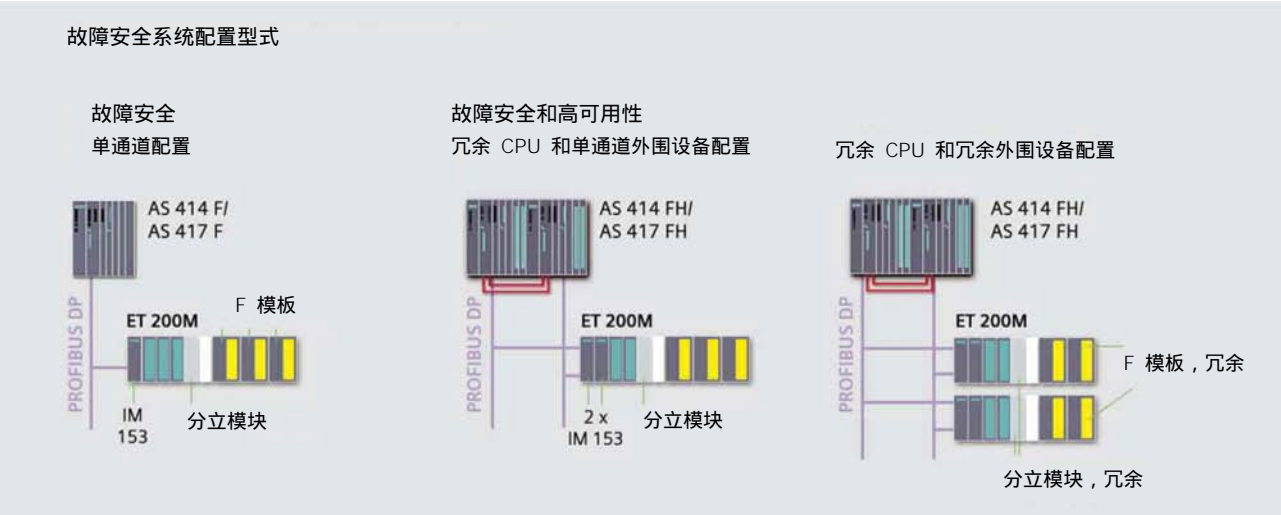 故障安全系统配置型式
故障安全
单通道配置
AS 414 F/
AS 417 F
PROFIBUS DP
ET 200M
F 模板
IM
153
分立模块
故障安全和高可用性
冗余 CPU 和单通道外围设备配置
AS 414 FH/
AS 417 FH
PROFIBUS DP
ET 200M
2 x
IM 153
分立模块
冗余 CPU 和冗余外围设备配置
AS 414 FH/
AS 417 FH
PROFIBUS DP
ET 200M
F 模板，冗余
分立模块，冗余